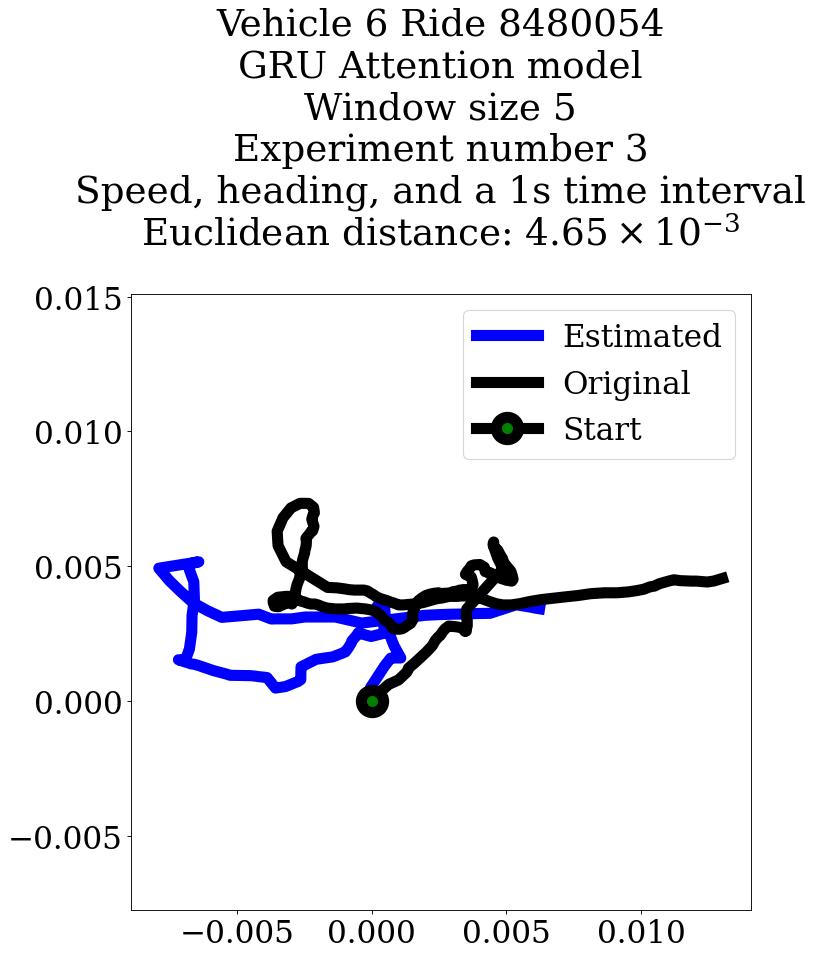 Vehicle 6 Ride 8480054
GRU Attention model
Window size 5
Experiment number 3
Speed, heading, and a 1s time interval
Euclidean distance: 4.65 × 10⁻³
0.015
Estimated
Original
0.010
Start
0.005
0.000
−0.005
−0.005 0.000 0.005 0.010